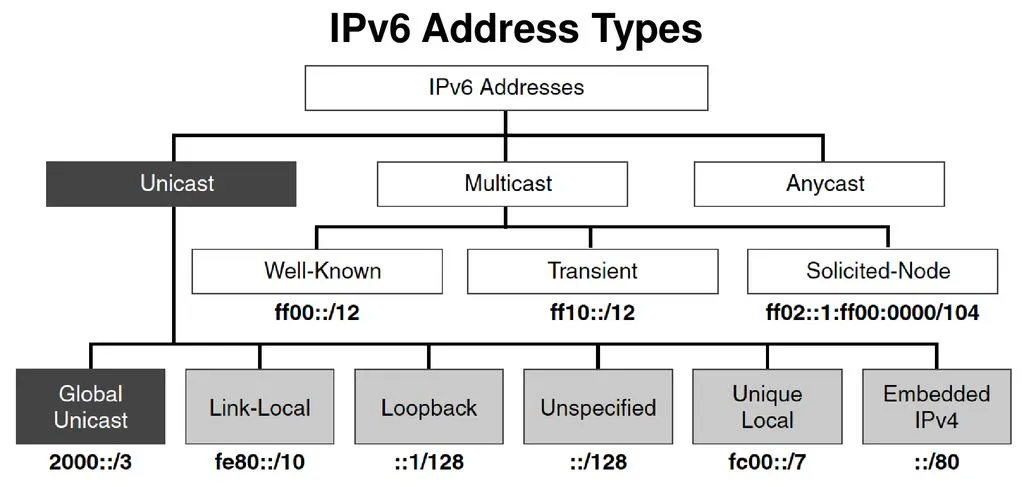 IPv6 Address Types
IPv6 Addresses
Unicast
Multicast
Anycast
Well-Known
Transient
Solicited-Node
ff00::/12
ff10::/12
ff02::1:ff00:0000/104
Global
Unicast
Link-Local
Loopback
Unspecified
Unique
Local
Embedded
IPv4
2000::/3
fe80::/10
::1/128
::/128
fc00::/7
::/80